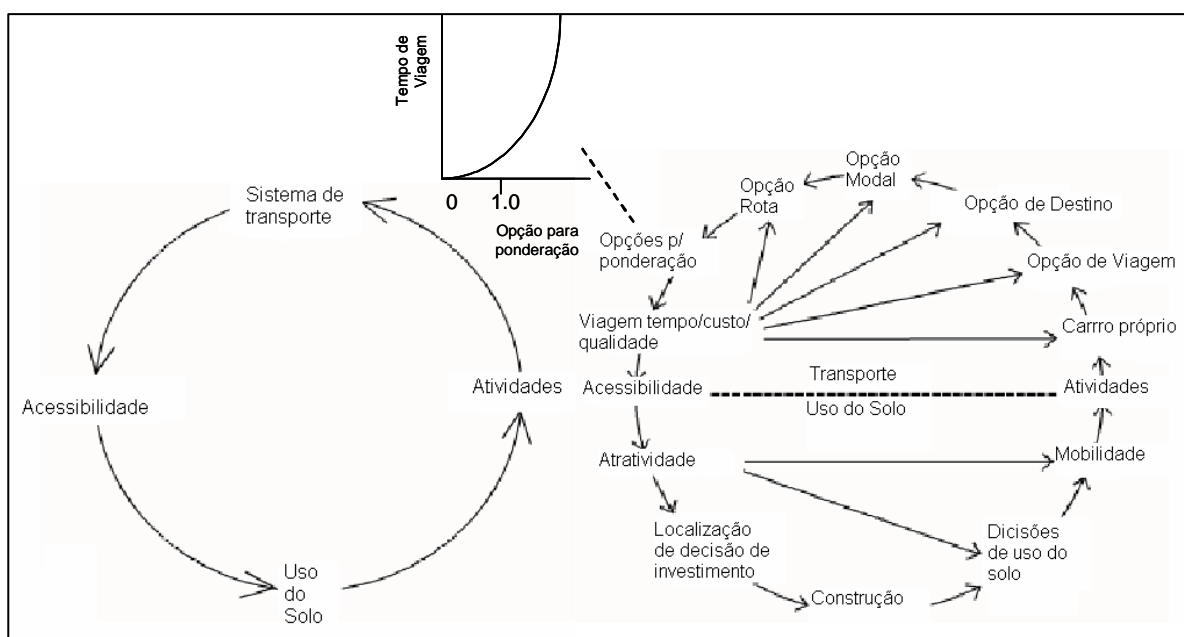 Tempo de
Viagem
0
1.0
Opção para
ponderação
Sistema de
transporte
Acessibilidade
Atividades
Uso
do
Solo
Opção
Modal
Opção
Rota
Opção de Destino
Opções p/
ponderação
Opção de Viagem
Viagem tempo/custo/
qualidade
Carrro próprio
Acessibilidade
Transporte
Uso do Solo
Atividades
Atratividade
Mobilidade
Localização
de decisão de
investimento
Dicisões
de uso do
solo
Construção